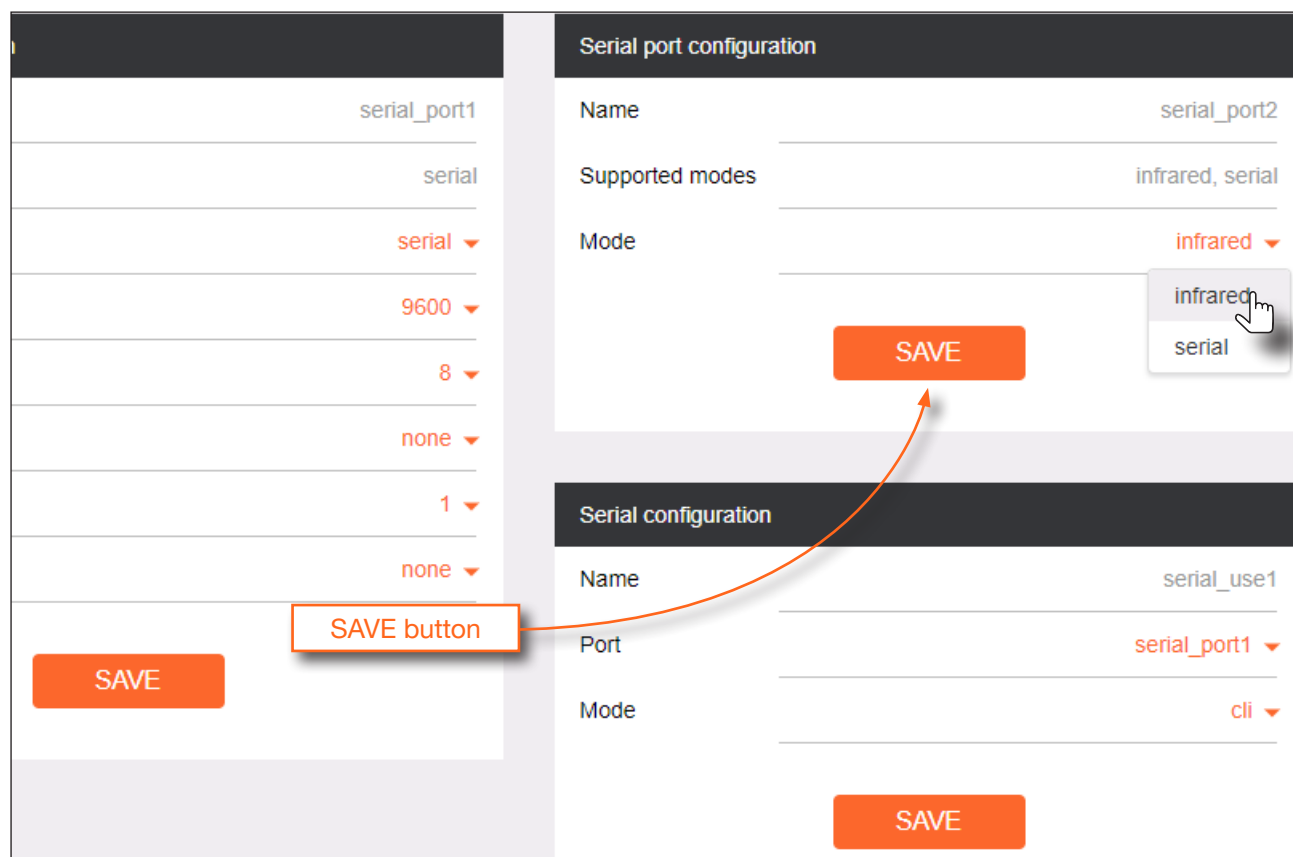 n
serial_port1
serial
serial
9600
8
none
1
none
SAVE
SAVE button
Serial port configuration
Name serial_port2
Supported modes infrared, serial
Mode infrared
infrared
serial
SAVE
Serial configuration
Name serial_use1
Port serial_port1
Mode cli
SAVE